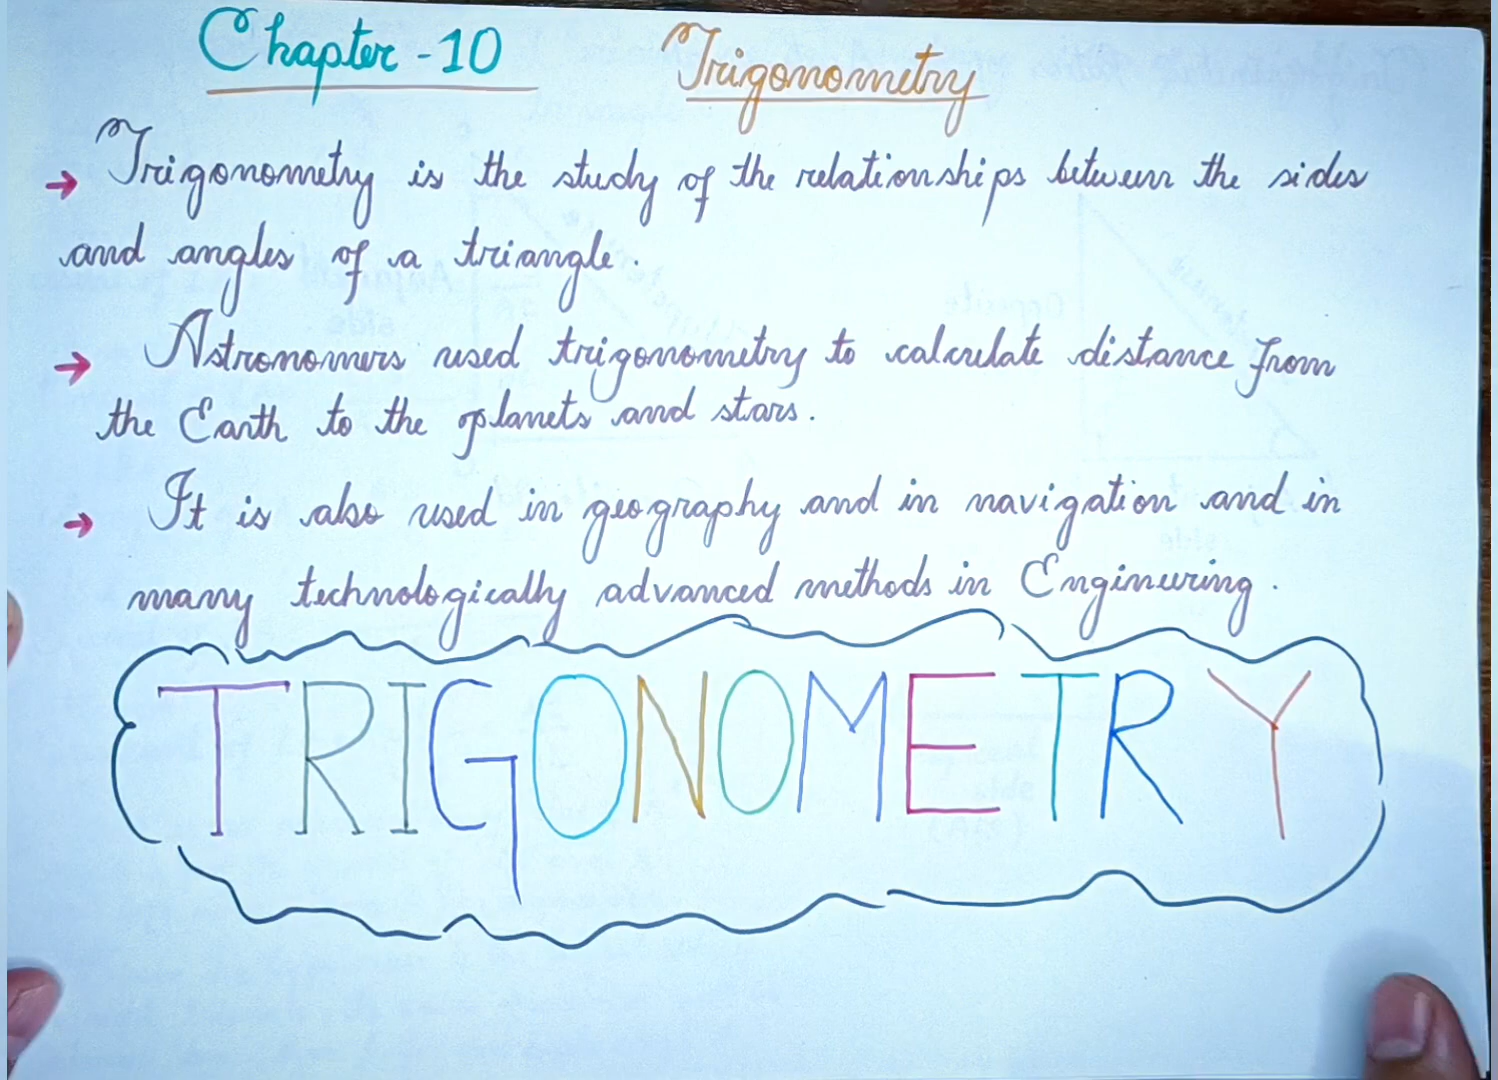 Chapter - 10 Trigonometry
→ Trigonometry is the study of the relationships between the sides
and angles of a triangle.
→ Astronomers used trigonometry to calculate distance from
the Earth to the planets and stars.
→ It is also used in geography and in navigation and in
many technologically advanced methods in Engineering.
TRIGONOMETRY